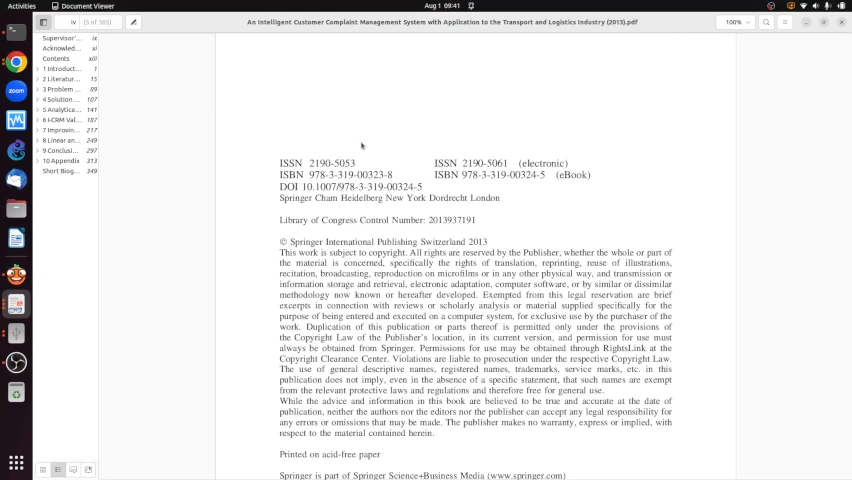 Activities
Document Viewer
Aug 1 09:41
iv
(5 of 365)
An Intelligent Customer Complaint Management System with Application to the Transport and Logistics Industry (2013).pdf
100%
Supervisor'... ix
Acknowled... xi
Contents xiii
1 Introduct... 1
2 Literatur... 15
3 Problem ... 89
4 Solution ... 107
5 Analytica... 141
6 I-CRM Val... 187
7 Improvin... 217
8 Linear an... 249
9 Conclusi... 297
10 Appendix 313
Short Biog... 349
zoom
ISSN 2190-5053 ISSN 2190-5061 (electronic)
ISBN 978-3-319-00323-8 ISBN 978-3-319-00324-5 (eBook)
DOI 10.1007/978-3-319-00324-5
Springer Cham Heidelberg New York Dordrecht London
Library of Congress Control Number: 2013937191
© Springer International Publishing Switzerland 2013
This work is subject to copyright. All rights are reserved by the Publisher, whether the whole or part of
the material is concerned, specifically the rights of translation, reprinting, reuse of illustrations,
recitation, broadcasting, reproduction on microfilms or in any other physical way, and transmission or
information storage and retrieval, electronic adaptation, computer software, or by similar or dissimilar
methodology now known or hereafter developed. Exempted from this legal reservation are brief
excerpts in connection with reviews or scholarly analysis or material supplied specifically for the
purpose of being entered and executed on a computer system, for exclusive use by the purchaser of the
work. Duplication of this publication or parts thereof is permitted only under the provisions of
the Copyright Law of the Publisher's location, in its current version, and permission for use must
always be obtained from Springer. Permissions for use may be obtained through RightsLink at the
Copyright Clearance Center. Violations are liable to prosecution under the respective Copyright Law.
The use of general descriptive names, registered names, trademarks, service marks, etc. in this
publication does not imply, even in the absence of a specific statement, that such names are exempt
from the relevant protective laws and regulations and therefore free for general use.
While the advice and information in this book are believed to be true and accurate at the date of
publication, neither the authors nor the editors nor the publisher can accept any legal responsibility for
any errors or omissions that may be made. The publisher makes no warranty, express or implied, with
respect to the material contained herein.
Printed on acid-free paper
Springer is part of Springer Science+Business Media (www.springer.com)